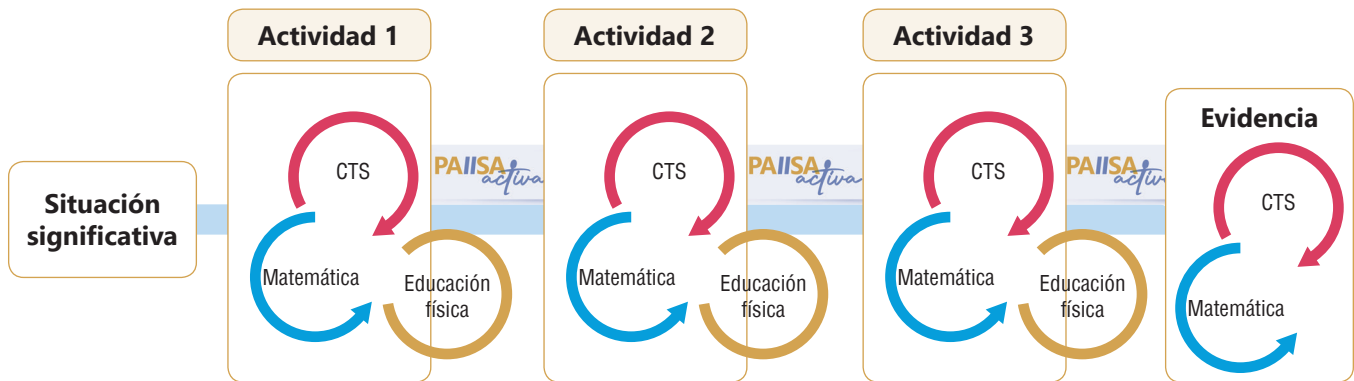 Situación
significativa
Actividad 1
CTS
Matemática
Educación
física
PAIISA
activa
Actividad 2
CTS
Matemática
Educación
física
PAIISA
activa
Actividad 3
CTS
Matemática
Educación
física
PAIISA
activa
Evidencia
CTS
Matemática